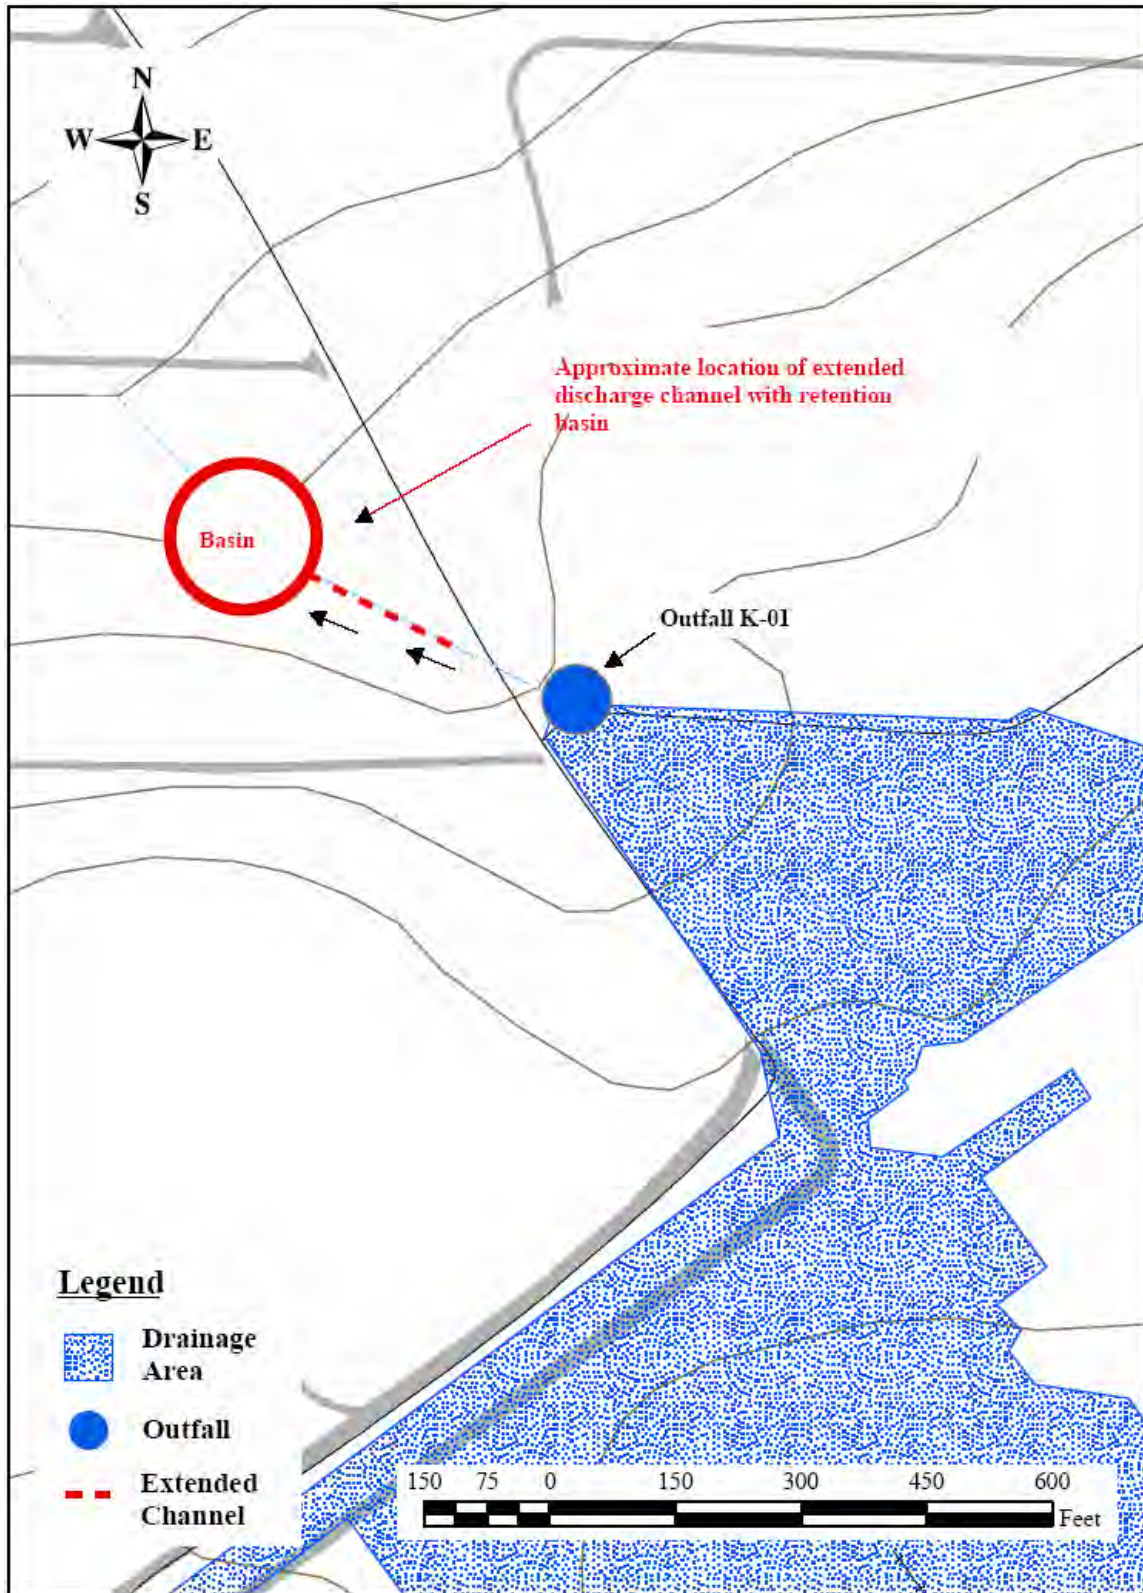 N
W E
S
Approximate location of extended
discharge channel with retention
basin
Basin
Outfall K-01
Legend
Drainage
Area
Outfall
Extended
Channel
150 75 0 150 300 450 600
Feet